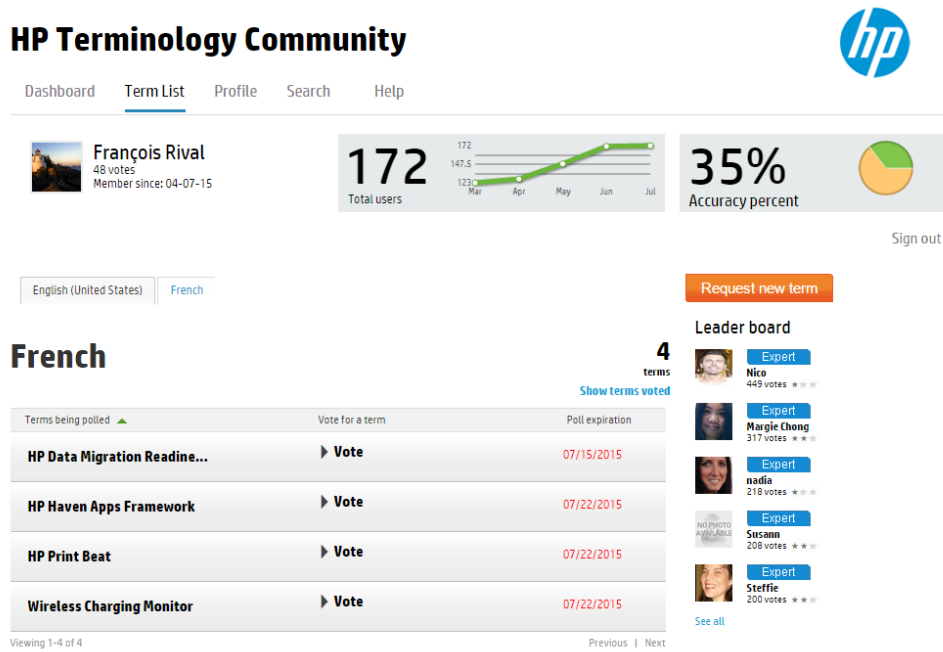 HP Terminology Community
hp
Dashboard Term List Profile Search Help
François Rival
48 votes
Member since: 04-07-15
172
Total users
172
147.5
123
Mar Apr May Jun Jul
35%
Accuracy percent
Sign out
English (United States) French
Request new term
French
4
terms
Show terms voted
Terms being polled Vote for a term Poll expiration
HP Data Migration Readine... Vote 07/15/2015
HP Haven Apps Framework Vote 07/22/2015
HP Print Beat Vote 07/22/2015
Wireless Charging Monitor Vote 07/22/2015
Viewing 1-4 of 4 Previous | Next
Leader board
Expert
Nico
449 votes
Expert
Margie Chong
317 votes
Expert
nadia
218 votes
NO PHOTO
AVAILABLE
Expert
Susann
208 votes
Expert
Steffie
200 votes
See all